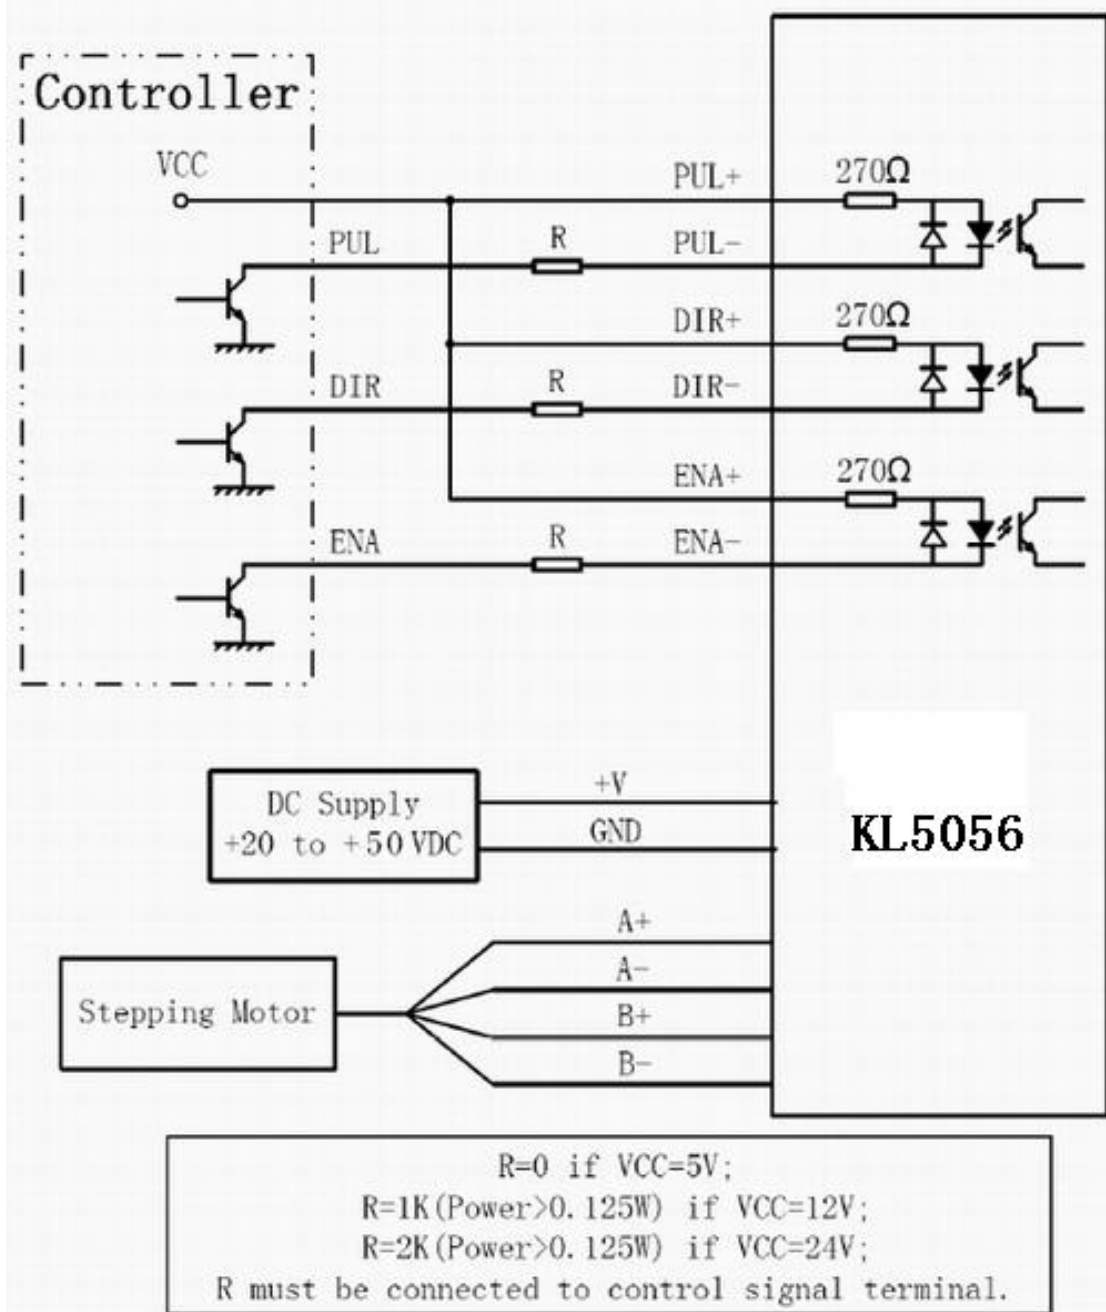 Controller
VCC
PUL+
270Ω
PUL
R
PUL-
DIR+
270Ω
DIR
R
DIR-
ENA+
270Ω
ENA
R
ENA-
DC Supply
+20 to +50 VDC
+V
GND
KL5056
Stepping Motor
A+
A-
B+
B-
R=0 if VCC=5V;
R=1K(Power>0.125W) if VCC=12V;
R=2K(Power>0.125W) if VCC=24V;
R must be connected to control signal terminal.